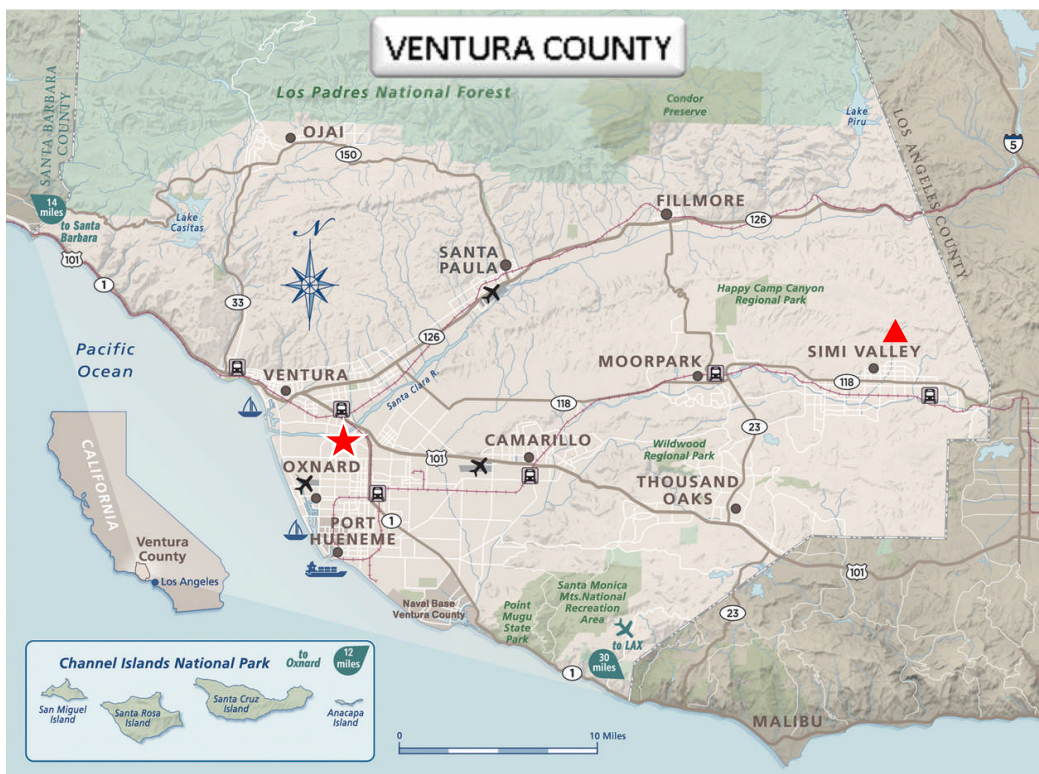 VENTURA COUNTY
Los Padres National Forest
Condor
Preserve
Lake
Piru
SANTA BARBARA
COUNTY
LOS ANGELES COUNTY
5
OJAI
150
14
miles
to Santa
Barbara
Lake
Casitas
FILLMORE
126
SANTA
PAULA
N
101
1
33
Happy Camp Canyon
Regional Park
126
Pacific
Ocean
SIMI VALLEY
MOORPARK
VENTURA
Santa Clara R.
118
118
23
CAMARILLO
101
Wildwood
Regional Park
OXNARD
THOUSAND
OAKS
CALIFORNIA
PORT
HUENEME
1
Ventura
County
Los Angeles
101
Naval Base
Ventura County
Santa Monica
Mts.National
Recreation
Area
Point
Mugu
State
Park
23
to LAX
30
miles
1
Channel Islands National Park
to
Oxnard
12
miles
San Miguel
Island
Santa Rosa
Island
Santa Cruz
Island
Anacapa
Island
MALIBU
0
10 Miles